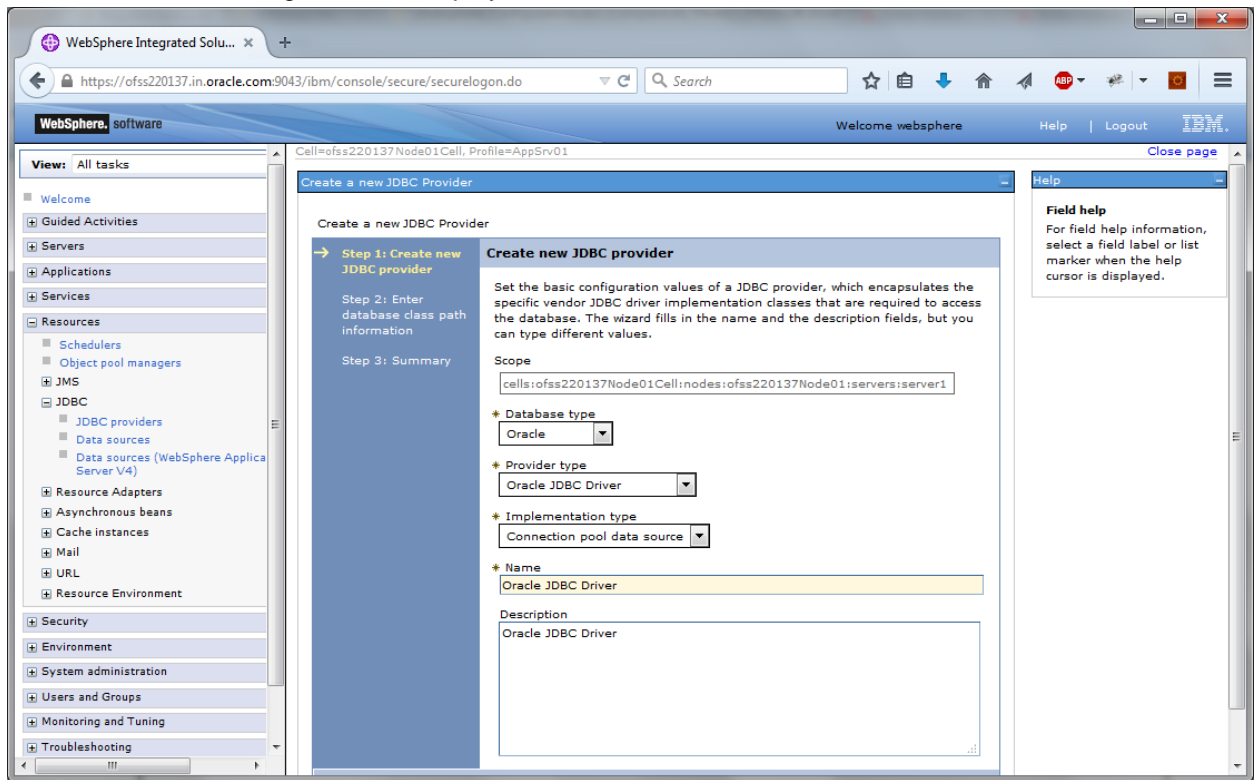 WebSphere Integrated Solu... ×
+
https://ofss220137.in.oracle.com:9043/ibm/console/secure/securelogon.do
Search
ABP
WebSphere. software
Welcome websphere
Help | Logout
IBM.
View: All tasks
Welcome
Guided Activities
Servers
Applications
Services
Resources
Schedulers
Object pool managers
JMS
JDBC
JDBC providers
Data sources
Data sources (WebSphere Applica
Server V4)
Resource Adapters
Asynchronous beans
Cache instances
Mail
URL
Resource Environment
Security
Environment
System administration
Users and Groups
Monitoring and Tuning
Troubleshooting
Cell=ofss220137Node01Cell, Profile=AppSrv01
Close page
Create a new JDBC Provider
Create a new JDBC Provider
Step 1: Create new
JDBC provider
Step 2: Enter
database class path
information
Step 3: Summary
Create new JDBC provider
Set the basic configuration values of a JDBC provider, which encapsulates the
specific vendor JDBC driver implementation classes that are required to access
the database. The wizard fills in the name and the description fields, but you
can type different values.
Scope
cells:ofss220137Node01Cell:nodes:ofss220137Node01:servers:server1
* Database type
Oracle
* Provider type
Oracle JDBC Driver
* Implementation type
Connection pool data source
* Name
Oracle JDBC Driver
Description
Oracle JDBC Driver
Help
Field help
For field help information,
select a field label or list
marker when the help
cursor is displayed.